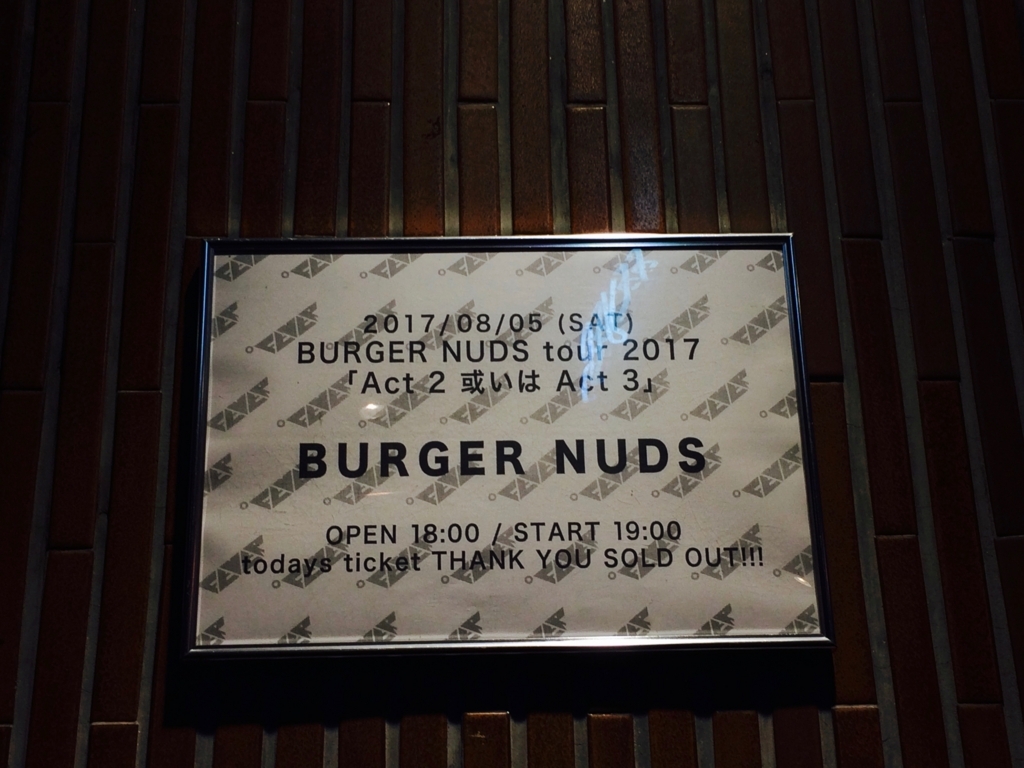 2017/08/05 (SAT)
BURGER NUDS tour 2017
「Act 2 或いは Act 3」
BURGER NUDS
OPEN 18:00 / START 19:00
todays ticket THANK YOU SOLD OUT!!!